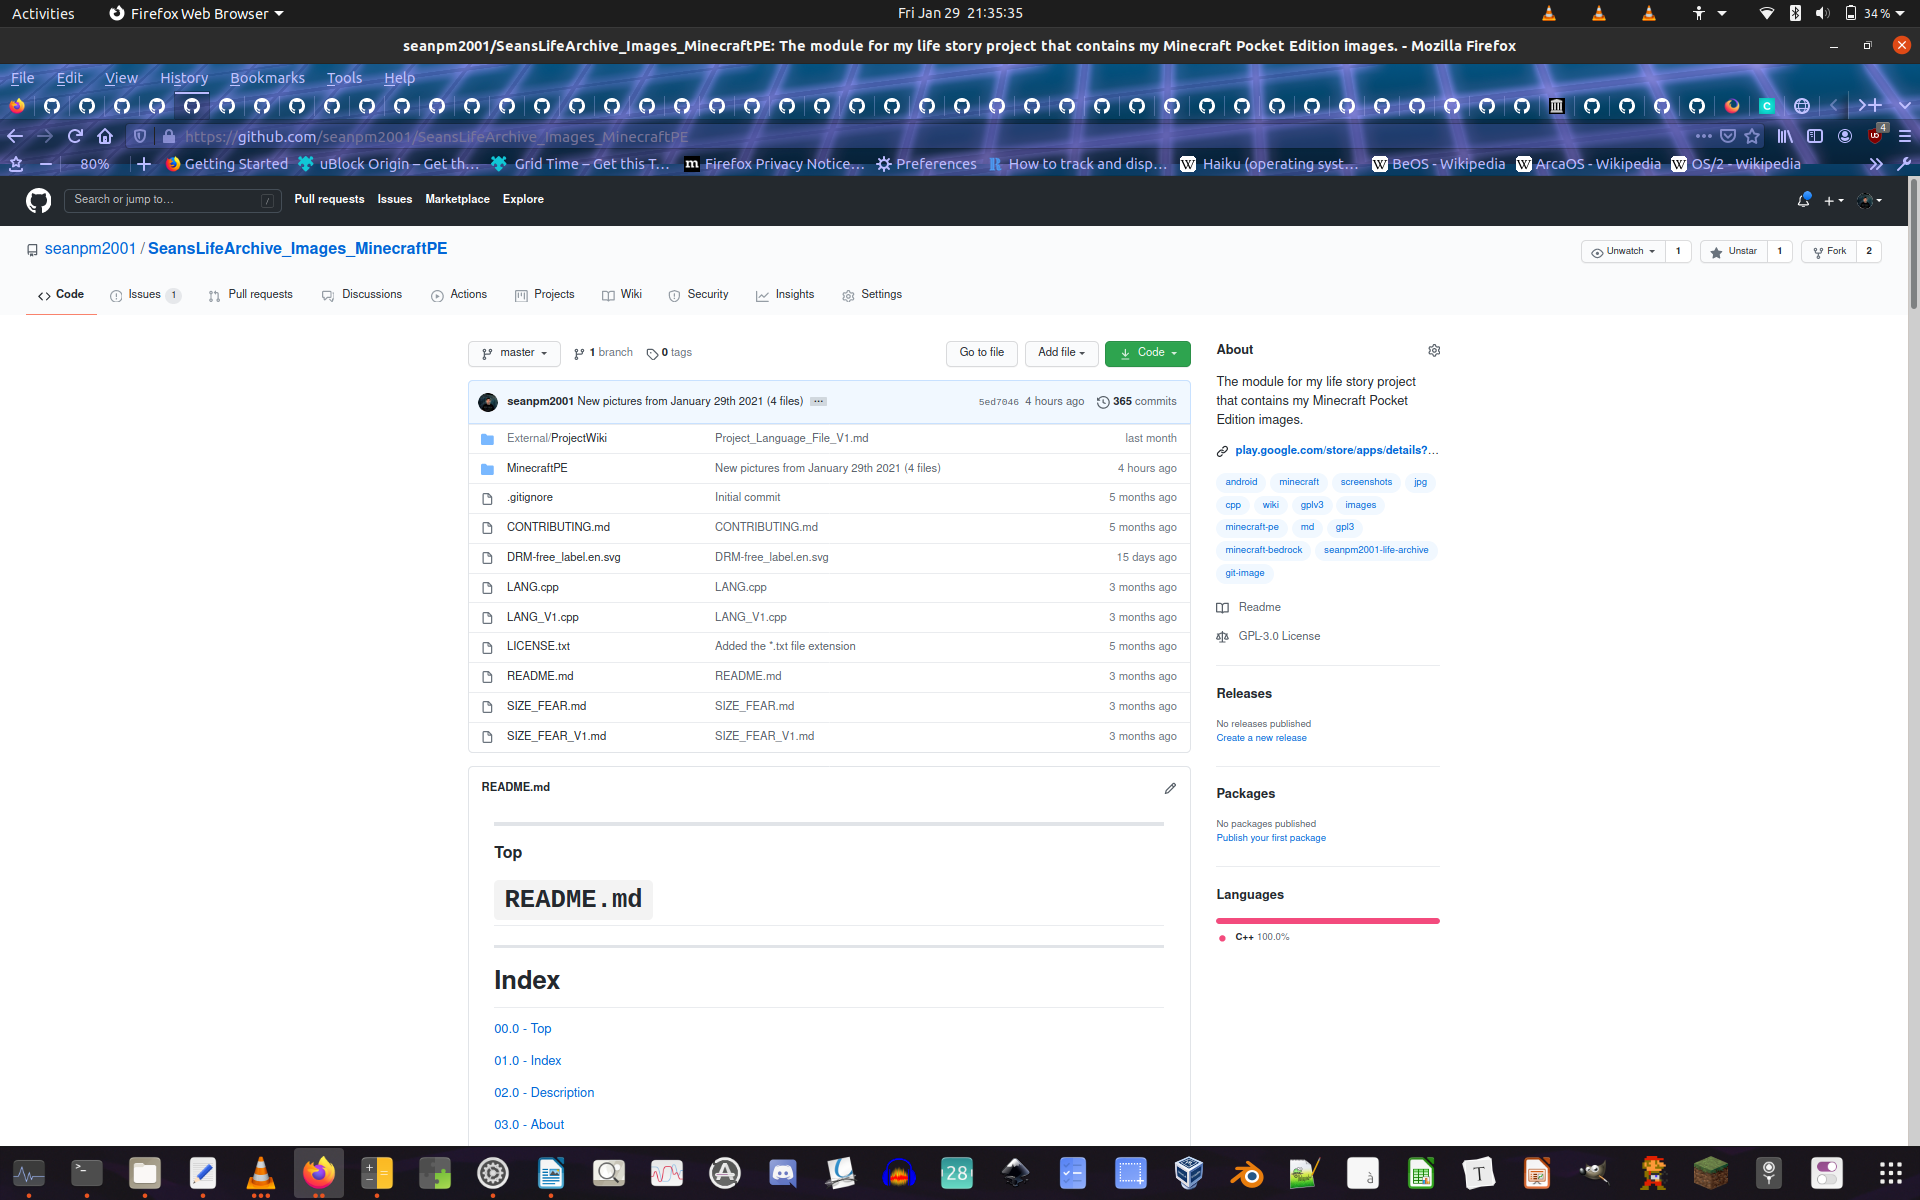 Activities Firefox Web Browser Fri Jan 29 21:35:35 34 %
seanpm2001/SeansLifeArchive_Images_MinecraftPE: The module for my life story project that contains my Minecraft Pocket Edition images. - Mozilla Firefox
File Edit View History Bookmarks Tools Help
https://github.com/seanpm2001/SeansLifeArchive_Images_MinecraftPE 4
80% Getting Started uBlock Origin – Get th… Grid Time – Get this T… Firefox Privacy Notice… Preferences How to track and disp… Haiku (operating syst… BeOS - Wikipedia ArcaOS - Wikipedia OS/2 - Wikipedia
Search or jump to… / Pull requests Issues Marketplace Explore
seanpm2001 / SeansLifeArchive_Images_MinecraftPE Unwatch 1 Unstar 1 Fork 2
Code Issues 1 Pull requests Discussions Actions Projects Wiki Security Insights Settings
master 1 branch 0 tags Go to file Add file Code
seanpm2001 New pictures from January 29th 2021 (4 files) … 5ed7046 4 hours ago 365 commits
External/ProjectWiki Project_Language_File_V1.md last month
MinecraftPE New pictures from January 29th 2021 (4 files) 4 hours ago
.gitignore Initial commit 5 months ago
CONTRIBUTING.md CONTRIBUTING.md 5 months ago
DRM-free_label.en.svg DRM-free_label.en.svg 15 days ago
LANG.cpp LANG.cpp 3 months ago
LANG_V1.cpp LANG_V1.cpp 3 months ago
LICENSE.txt Added the *.txt file extension 5 months ago
README.md README.md 3 months ago
SIZE_FEAR.md SIZE_FEAR.md 3 months ago
SIZE_FEAR_V1.md SIZE_FEAR_V1.md 3 months ago
README.md
Top
README.md
Index
00.0 - Top
01.0 - Index
02.0 - Description
03.0 - About
About
The module for my life story project
that contains my Minecraft Pocket
Edition images.
play.google.com/store/apps/details?…
android minecraft screenshots jpg
cpp wiki gplv3 images
minecraft-pe md gpl3
minecraft-bedrock seanpm2001-life-archive
git-image
Readme
GPL-3.0 License
Releases
No releases published
Create a new release
Packages
No packages published
Publish your first package
Languages
C++ 100.0%
28